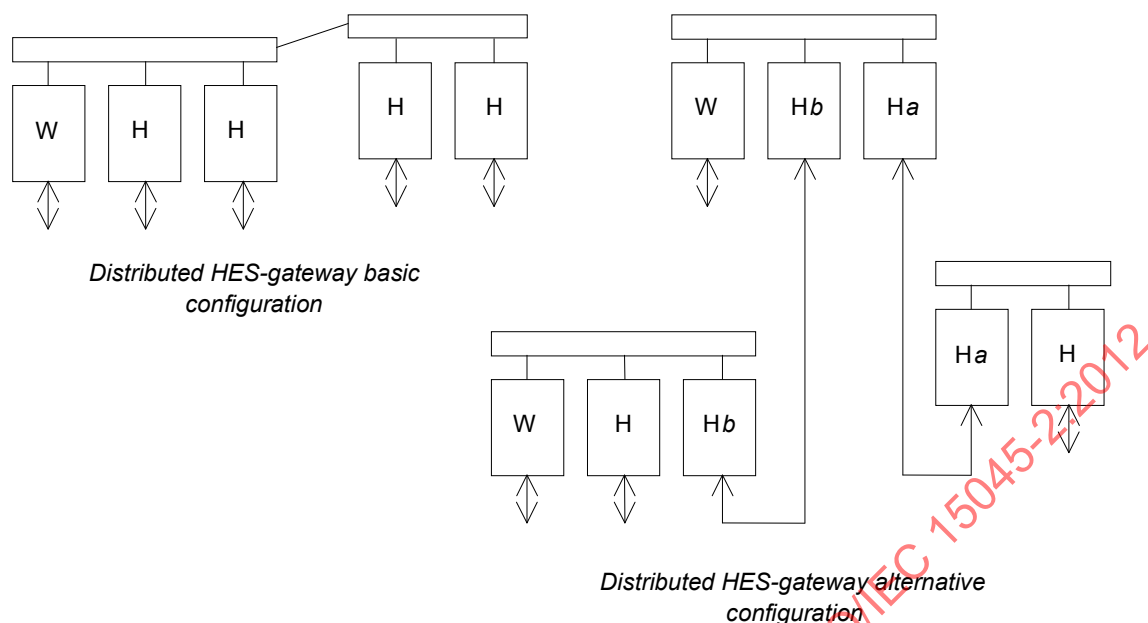 W
H
H
H
H
Distributed HES-gateway basic
configuration
W
Hb
Ha
Ha
H
W
H
Hb
Distributed HES-gateway alternative
configuration
/IEC 15045-2:2012